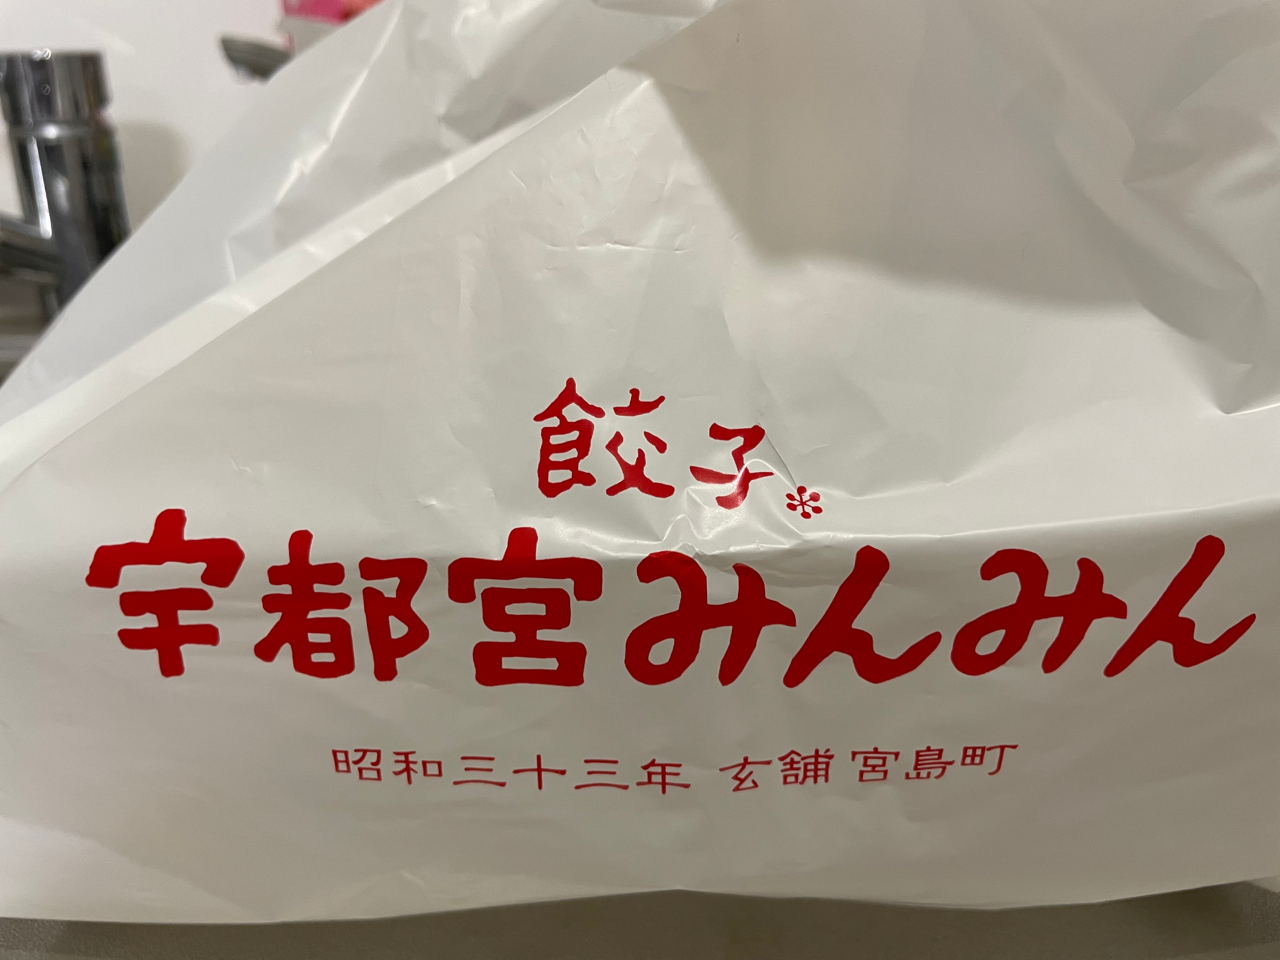 餃子
宇都宮みんみん
昭和三十三年 玄舗 宮島町